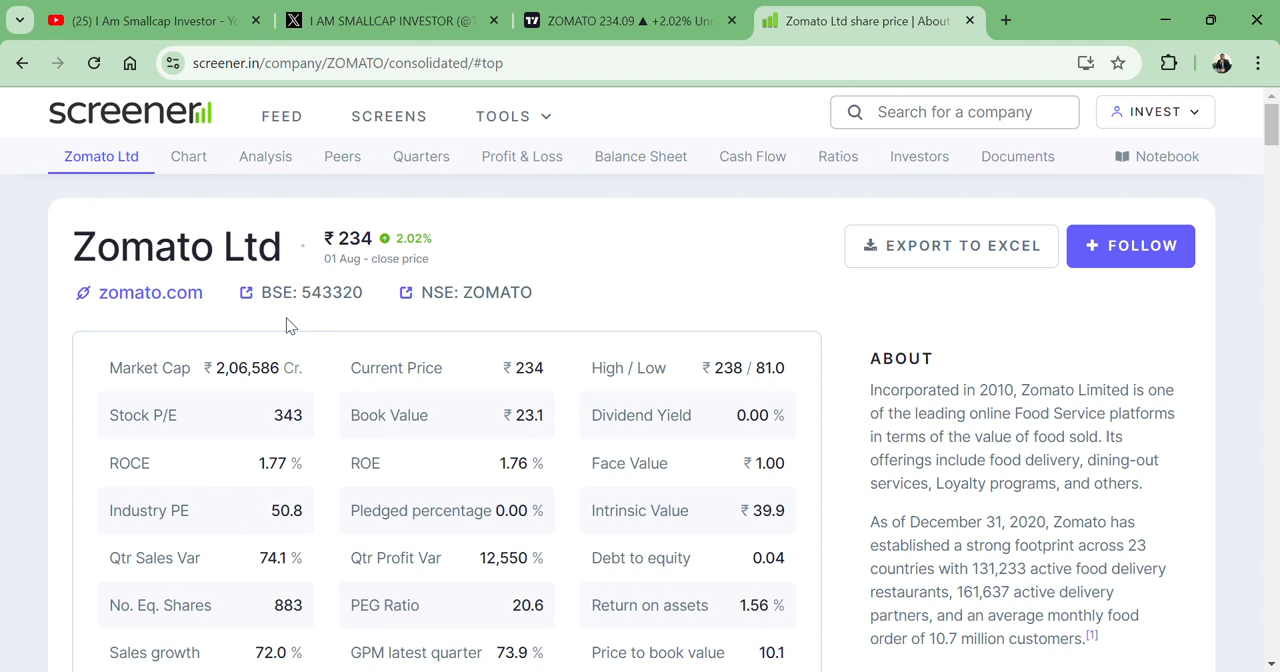 (25) I Am Smallcap Investor - Yo
I AM SMALLCAP INVESTOR (@1
ZOMATO 234.09 ▲ +2.02% Unn
Zomato Ltd share price | About
screener.in/company/ZOMATO/consolidated/#top
screener
FEED
SCREENS
TOOLS
Search for a company
INVEST
Zomato Ltd
Chart
Analysis
Peers
Quarters
Profit & Loss
Balance Sheet
Cash Flow
Ratios
Investors
Documents
Notebook
Zomato Ltd
₹ 234 2.02%
01 Aug - close price
EXPORT TO EXCEL
+ FOLLOW
zomato.com
BSE: 543320
NSE: ZOMATO
Market Cap ₹ 2,06,586 Cr.
Current Price ₹ 234
High / Low ₹ 238 / 81.0
Stock P/E 343
Book Value ₹ 23.1
Dividend Yield 0.00 %
ROCE 1.77 %
ROE 1.76 %
Face Value ₹ 1.00
Industry PE 50.8
Pledged percentage 0.00 %
Intrinsic Value ₹ 39.9
Qtr Sales Var 74.1 %
Qtr Profit Var 12,550 %
Debt to equity 0.04
No. Eq. Shares 883
PEG Ratio 20.6
Return on assets 1.56 %
Sales growth 72.0 %
GPM latest quarter 73.9 %
Price to book value 10.1
ABOUT
Incorporated in 2010, Zomato Limited is one
of the leading online Food Service platforms
in terms of the value of food sold. Its
offerings include food delivery, dining-out
services, Loyalty programs, and others.
As of December 31, 2020, Zomato has
established a strong footprint across 23
countries with 131,233 active food delivery
restaurants, 161,637 active delivery
partners, and an average monthly food
order of 10.7 million customers.[1]